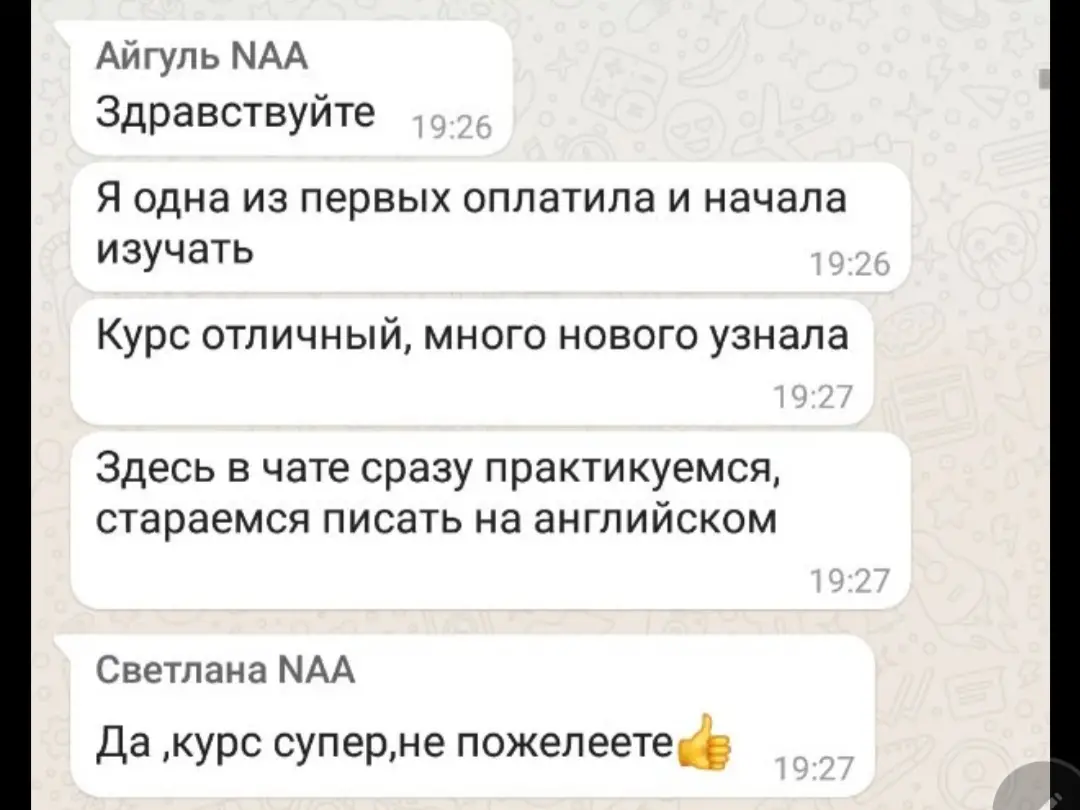 Айгуль NAA
Здравствуйте 19:26
Я одна из первых оплатила и начала
изучать 19:26
Курс отличный, много нового узнала
19:27
Здесь в чате сразу практикуемся,
стараемся писать на английском
19:27
Светлана NAA
Да ,курс супер,не пожелеете👍 19:27